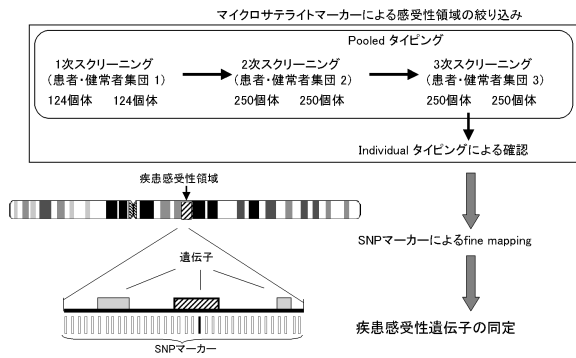 マイクロサテライトマーカーによる感受性領域の絞り込み
Pooled タイピング
1次スクリーニング
(患者・健常者集団 1)
124個体 124個体
2次スクリーニング
(患者・健常者集団 2)
250個体 250個体
3次スクリーニング
(患者・健常者集団 3)
250個体 250個体
Individual タイピングによる確認
疾患感受性領域
SNPマーカーによるfine mapping
遺伝子
SNPマーカー
疾患感受性遺伝子の同定